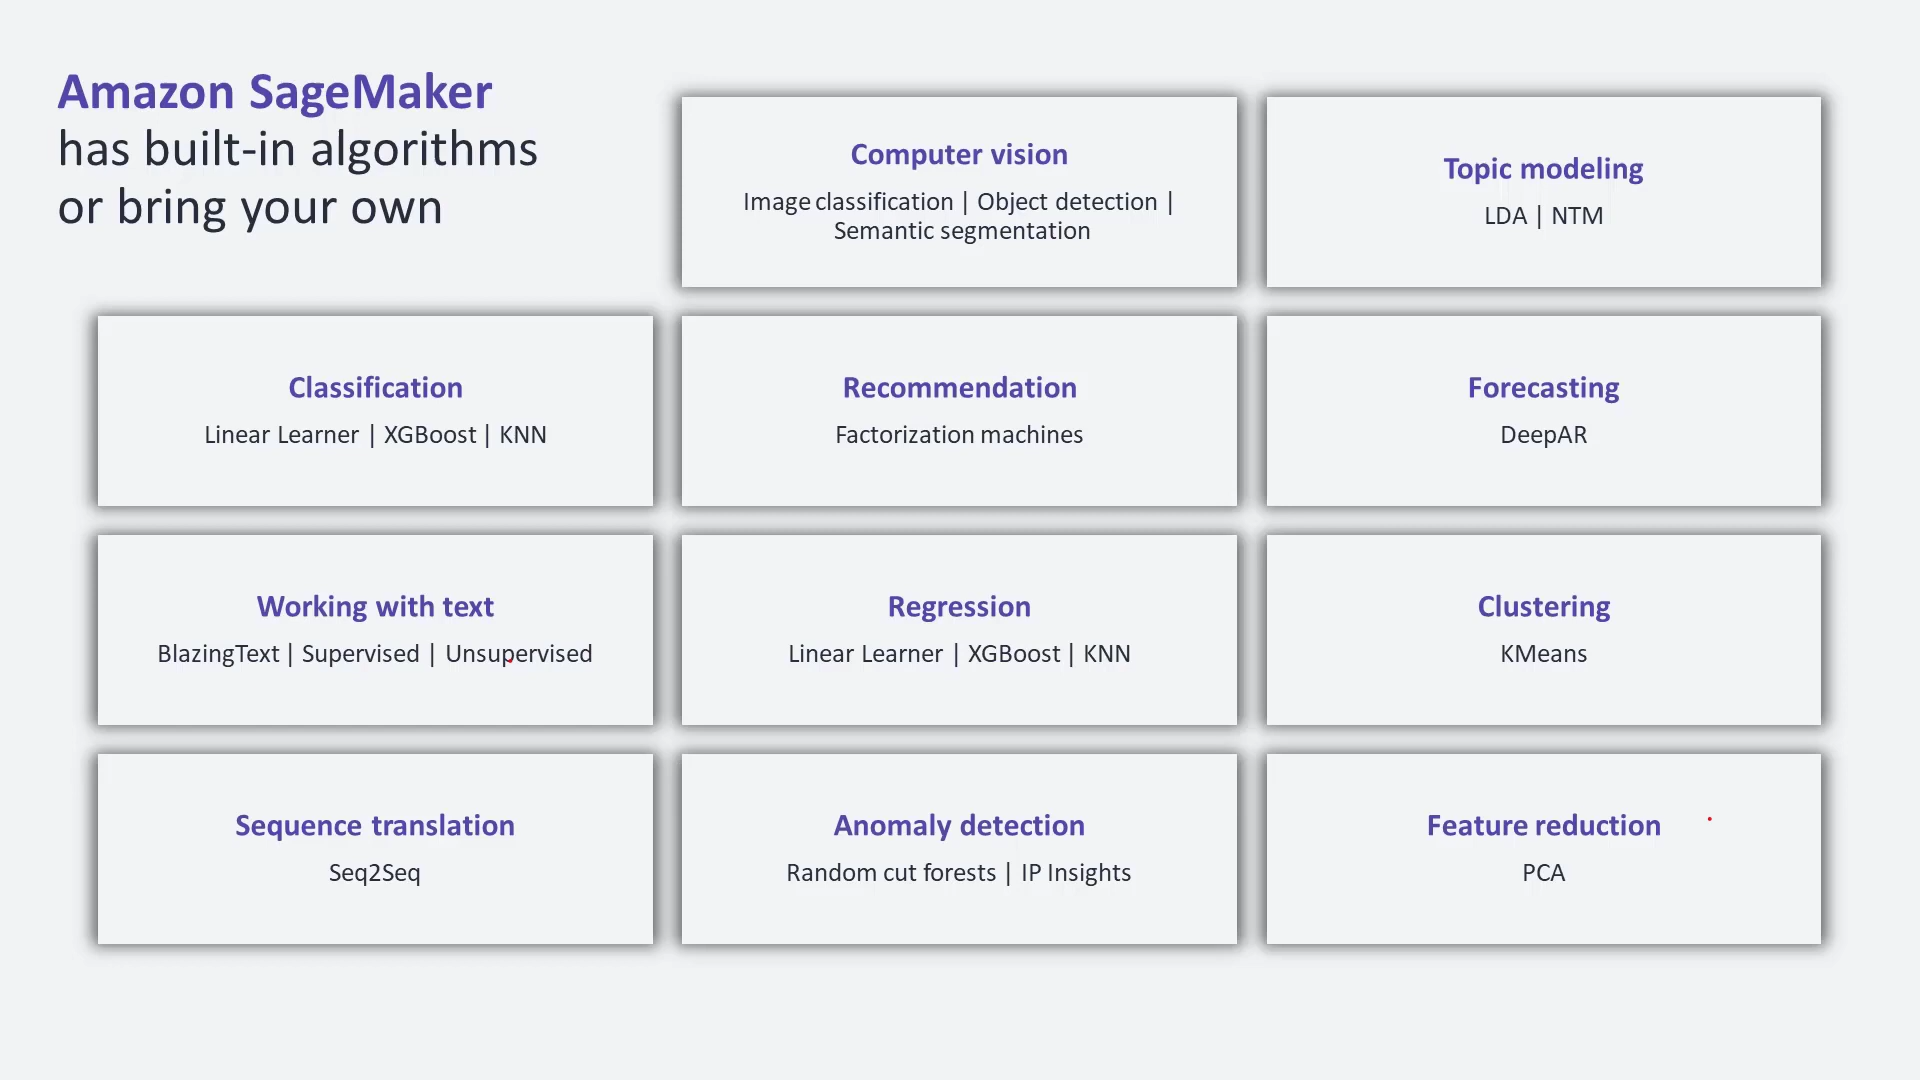 Amazon SageMaker
has built-in algorithms
or bring your own
Computer vision
Image classification | Object detection |
Semantic segmentation
Topic modeling
LDA | NTM
Classification
Linear Learner | XGBoost | KNN
Recommendation
Factorization machines
Forecasting
DeepAR
Working with text
BlazingText | Supervised | Unsupervised
Regression
Linear Learner | XGBoost | KNN
Clustering
KMeans
Sequence translation
Seq2Seq
Anomaly detection
Random cut forests | IP Insights
Feature reduction
PCA